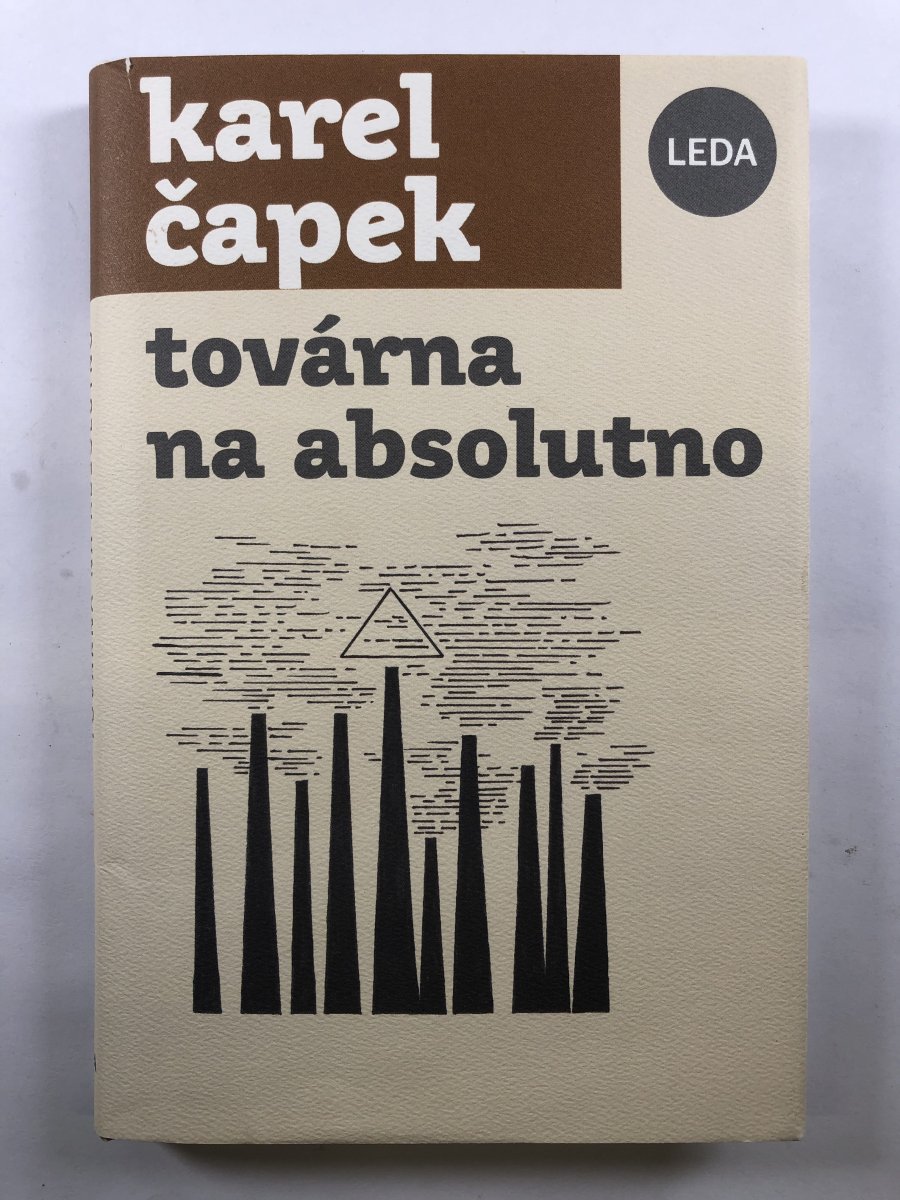 karel
čapek
LEDA
továrna
na absolutno